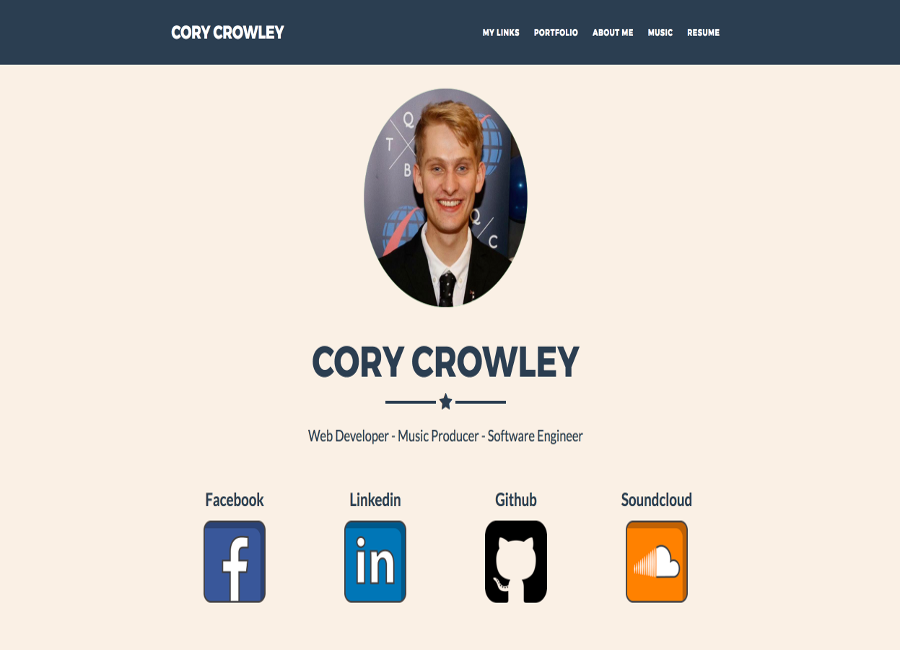 CORY CROWLEY
MY LINKS PORTFOLIO ABOUT ME MUSIC RESUME
Q
T
B
Q
C
CORY CROWLEY
Web Developer - Music Producer - Software Engineer
Facebook Linkedin Github Soundcloud
f in